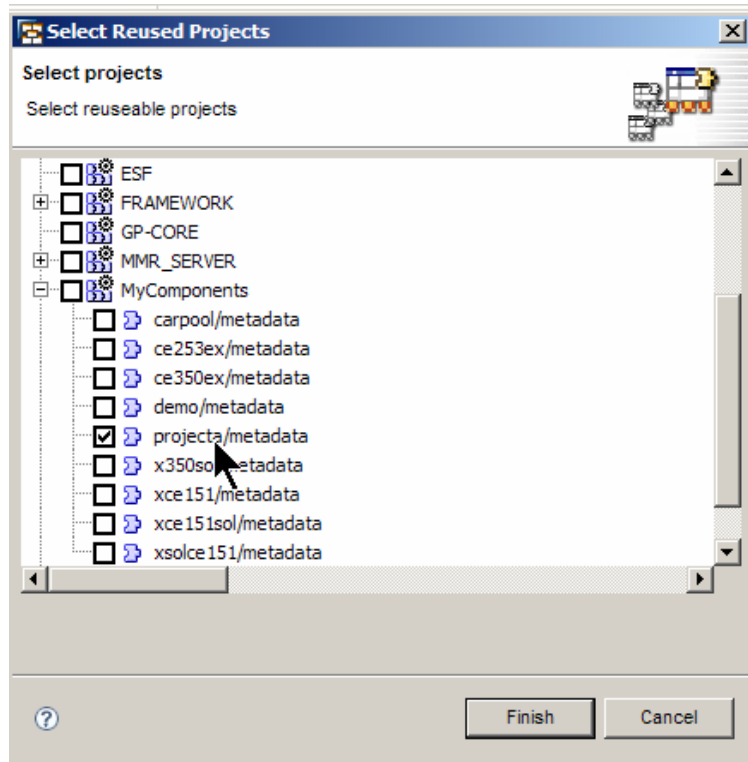 Select Reused Projects
Select projects
Select reuseable projects
ESF
FRAMEWORK
GP-CORE
MMR_SERVER
MyComponents
carpool/metadata
ce253ex/metadata
ce350ex/metadata
demo/metadata
projecta/metadata
x350so etadata
xce151/metadata
xce151sol/metadata
xsolce151/metadata
Finish Cancel